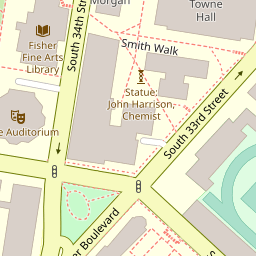 Morgan
Towne
Hall
Fisher
Fine Arts
Library
South 34th Street
Smith Walk
Statue:
John Harrison,
Chemist
e Auditorium
South 33rd Street
er Boulevard
S